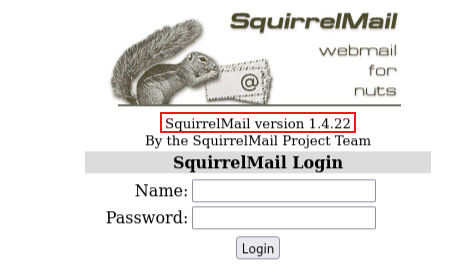 SquirrelMail
webmail
for
nuts
@
SquirrelMail version 1.4.22
By the SquirrelMail Project Team
SquirrelMail Login
Name:
Password:
Login